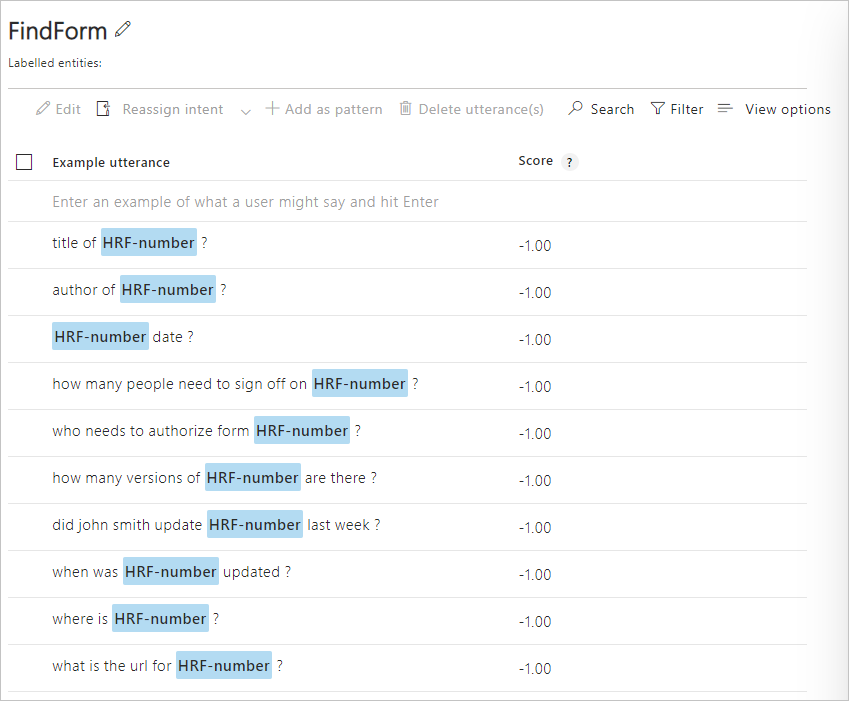 FindForm
Labelled entities:
Edit Reassign intent Add as pattern Delete utterance(s) Search Filter View options
Example utterance Score ?
Enter an example of what a user might say and hit Enter
title of HRF-number ? -1.00
author of HRF-number ? -1.00
HRF-number date ? -1.00
how many people need to sign off on HRF-number ? -1.00
who needs to authorize form HRF-number ? -1.00
how many versions of HRF-number are there ? -1.00
did john smith update HRF-number last week ? -1.00
when was HRF-number updated ? -1.00
where is HRF-number ? -1.00
what is the url for HRF-number ? -1.00